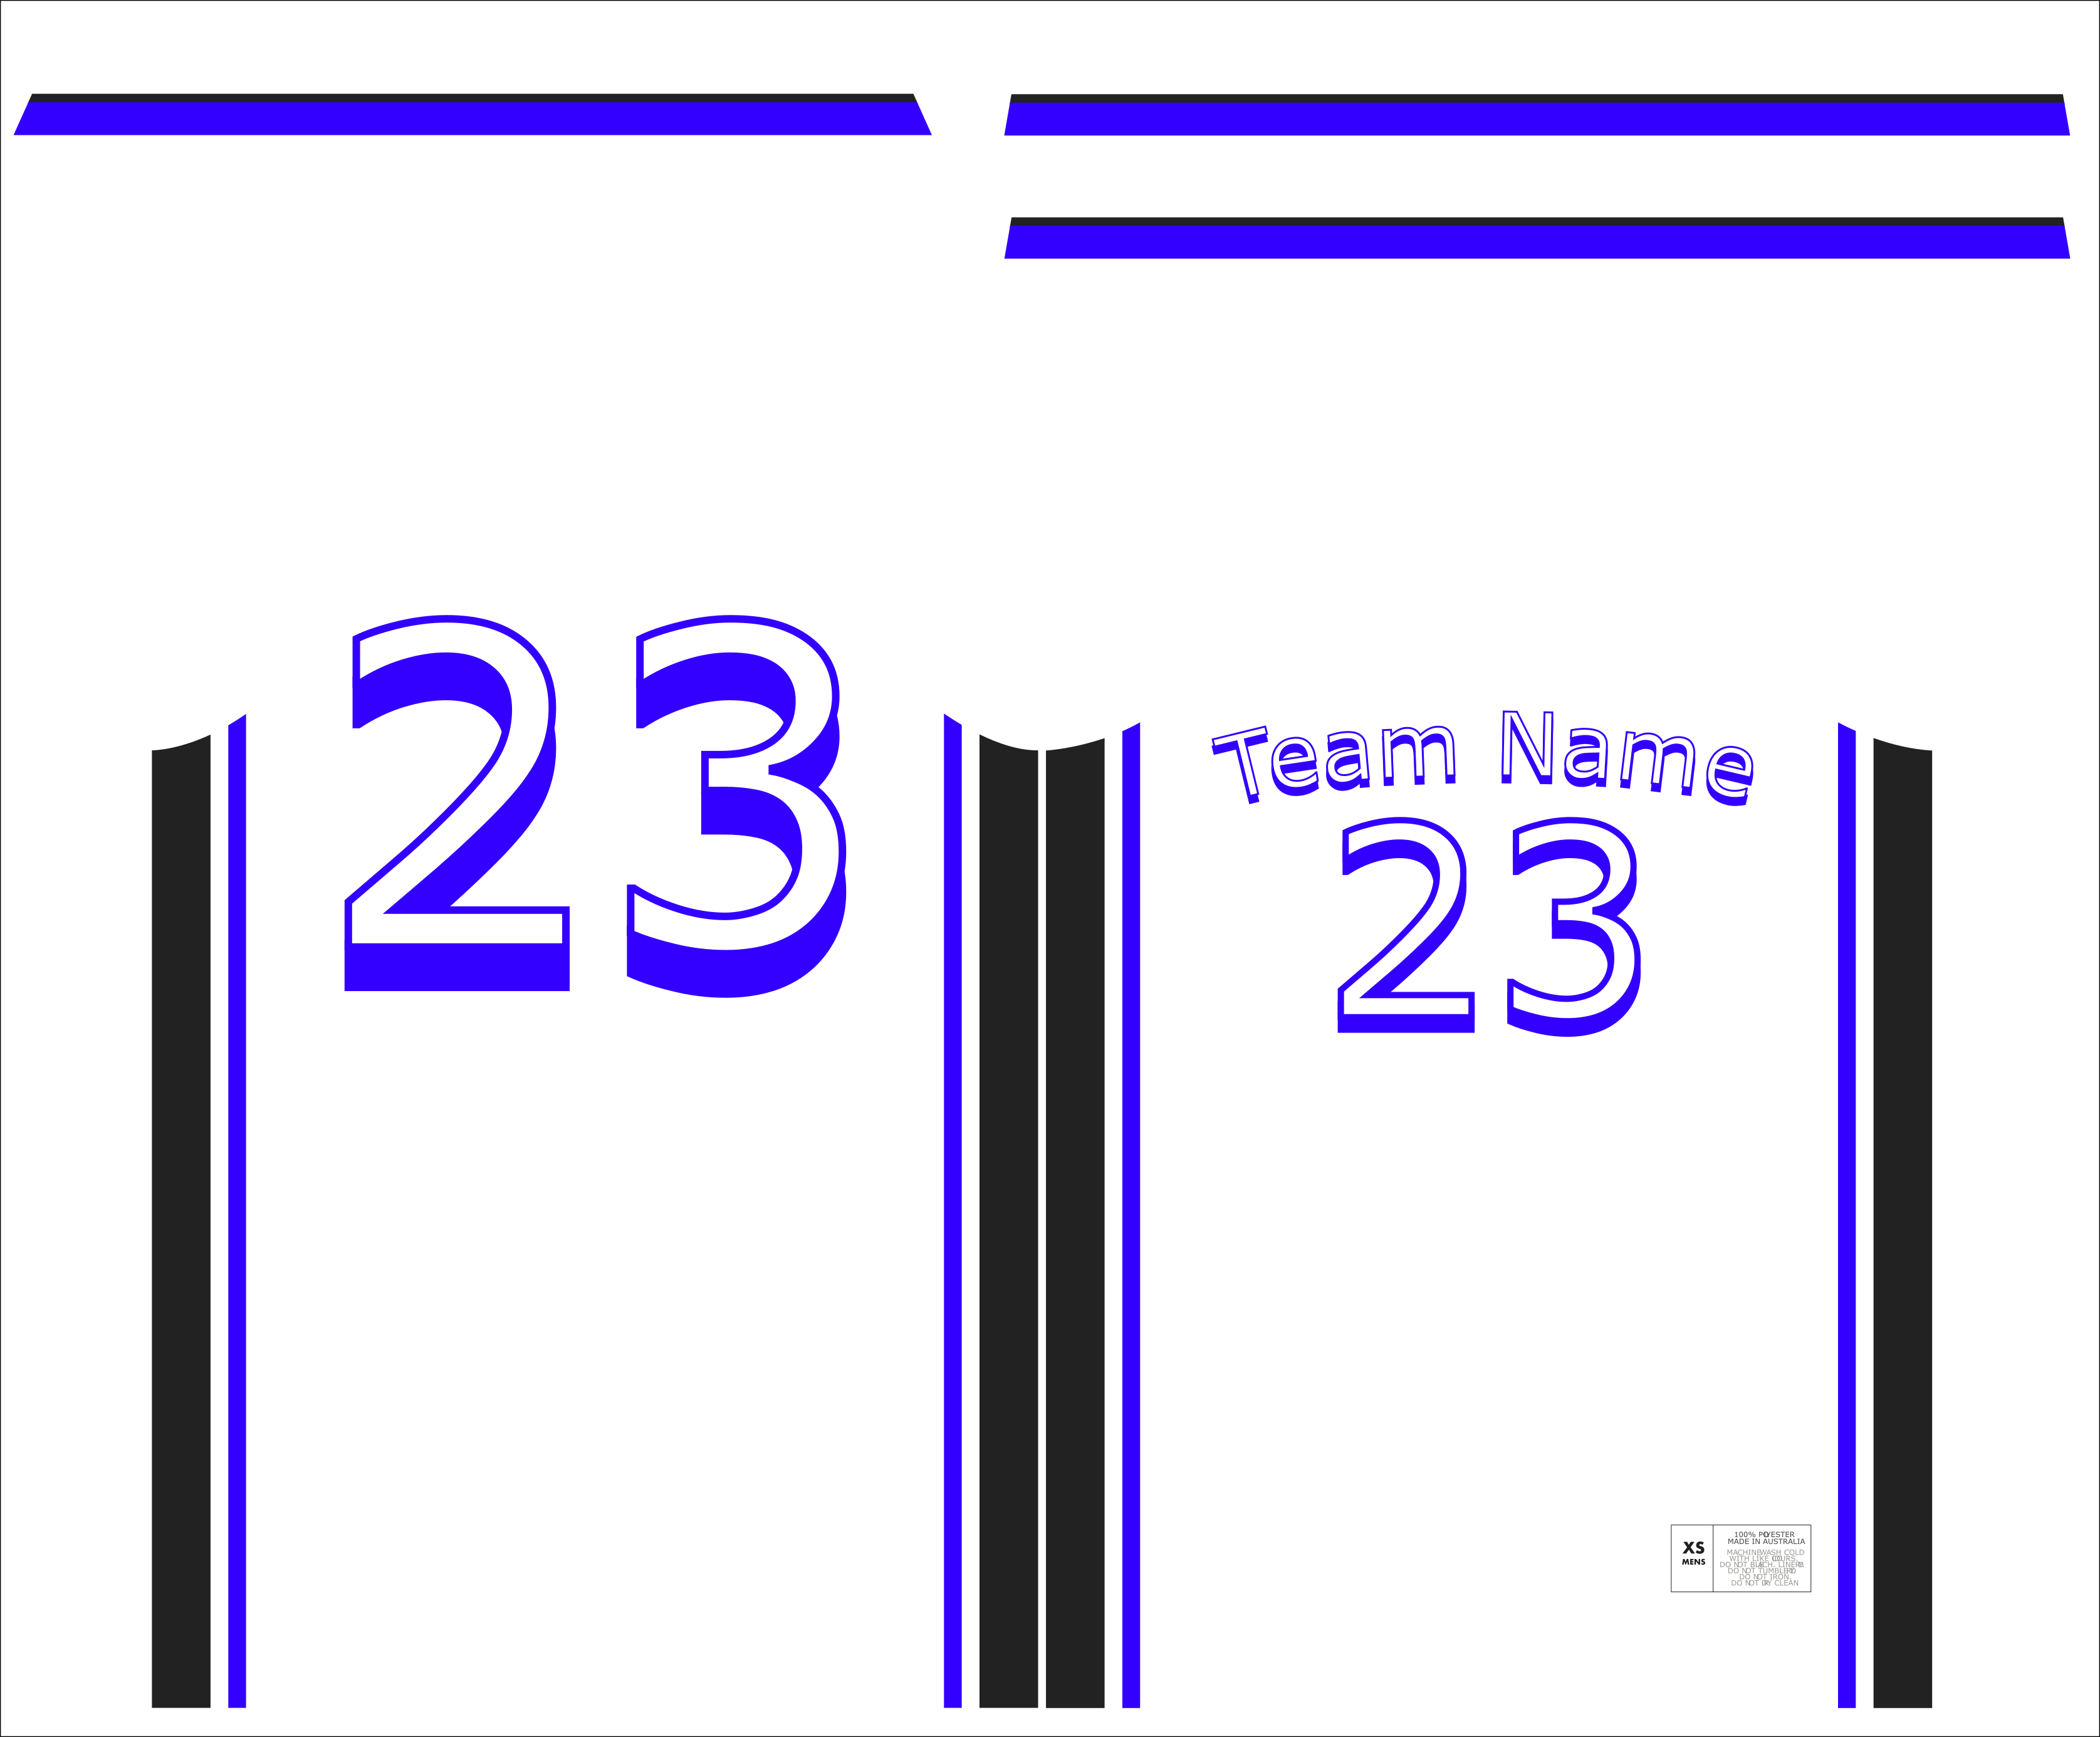 23
Team Name
23
XS
MENS
100% POLYESTER
MADE IN AUSTRALIA
MACHINE WASH COLD
WITH LIKE COLOURS.
DO NOT BLEACH. LINE DRY.
DO NOT TUMBLE DRY.
DO NOT IRON.
DO NOT DRY CLEAN